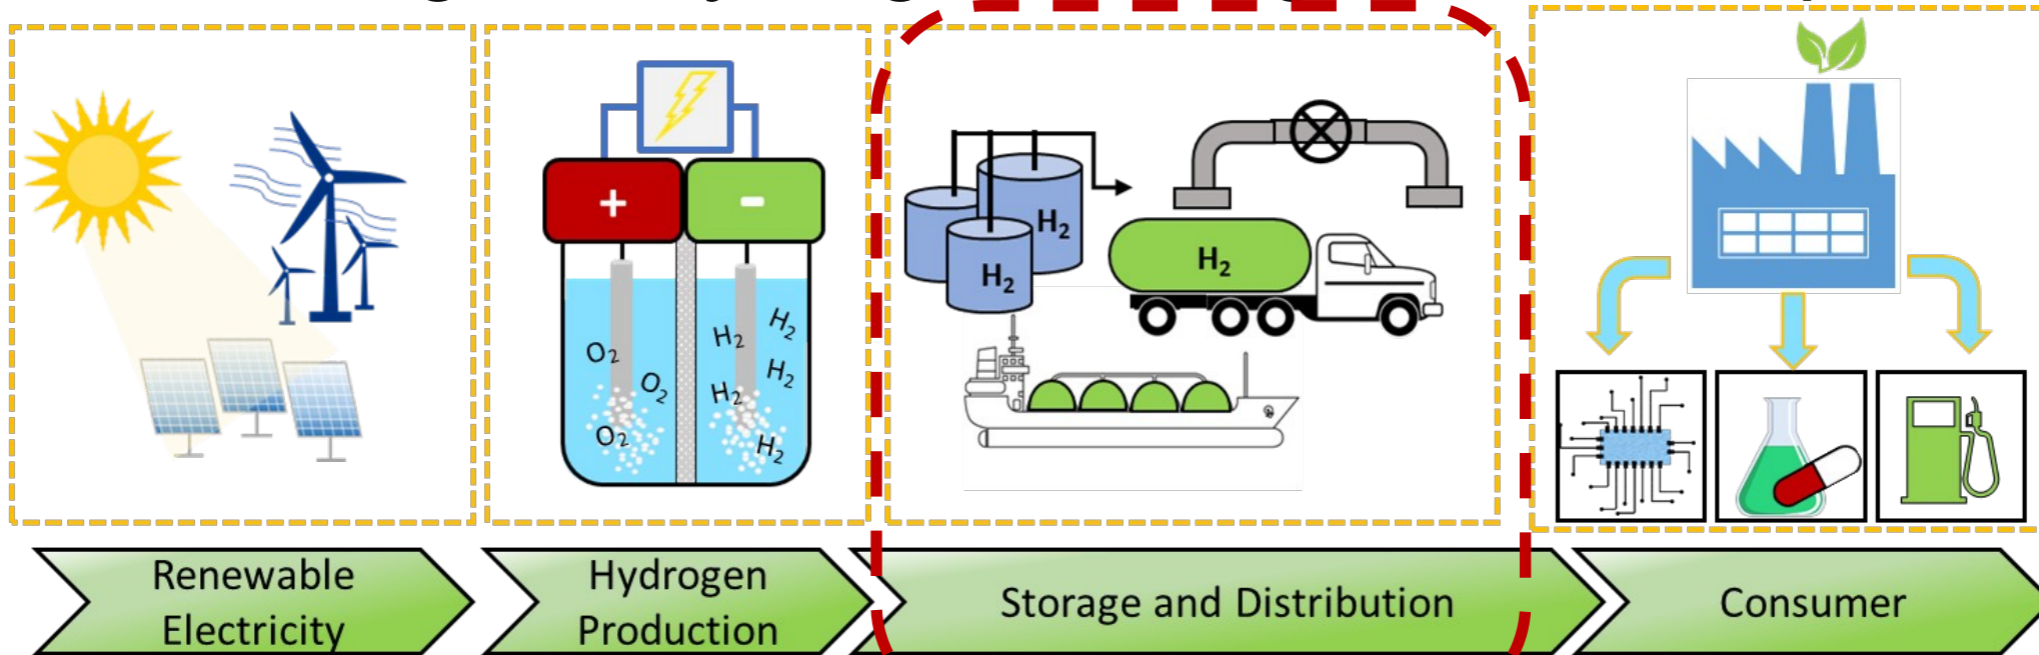 +
-
O₂
O₂
O₂
H₂
H₂
H₂
H₂
H₂
H₂
H₂
H₂
Renewable
Electricity
Hydrogen
Production
Storage and Distribution
Consumer